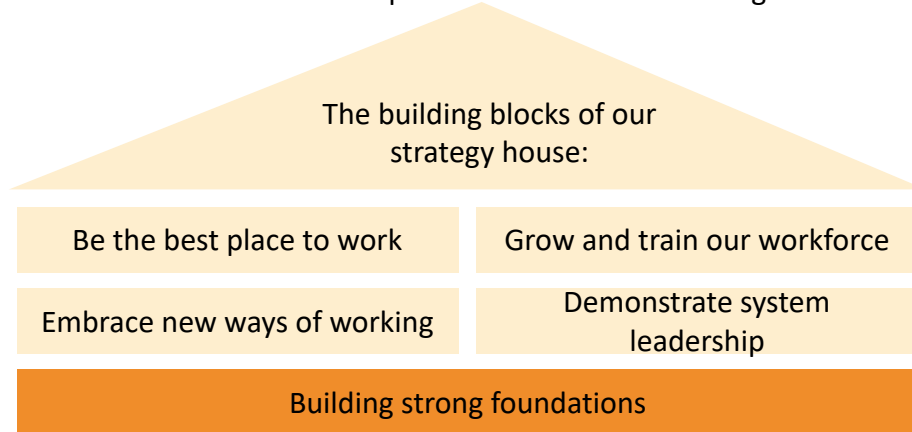 The building blocks of our
strategy house:
Be the best place to work
Grow and train our workforce
Embrace new ways of working
Demonstrate system
leadership
Building strong foundations